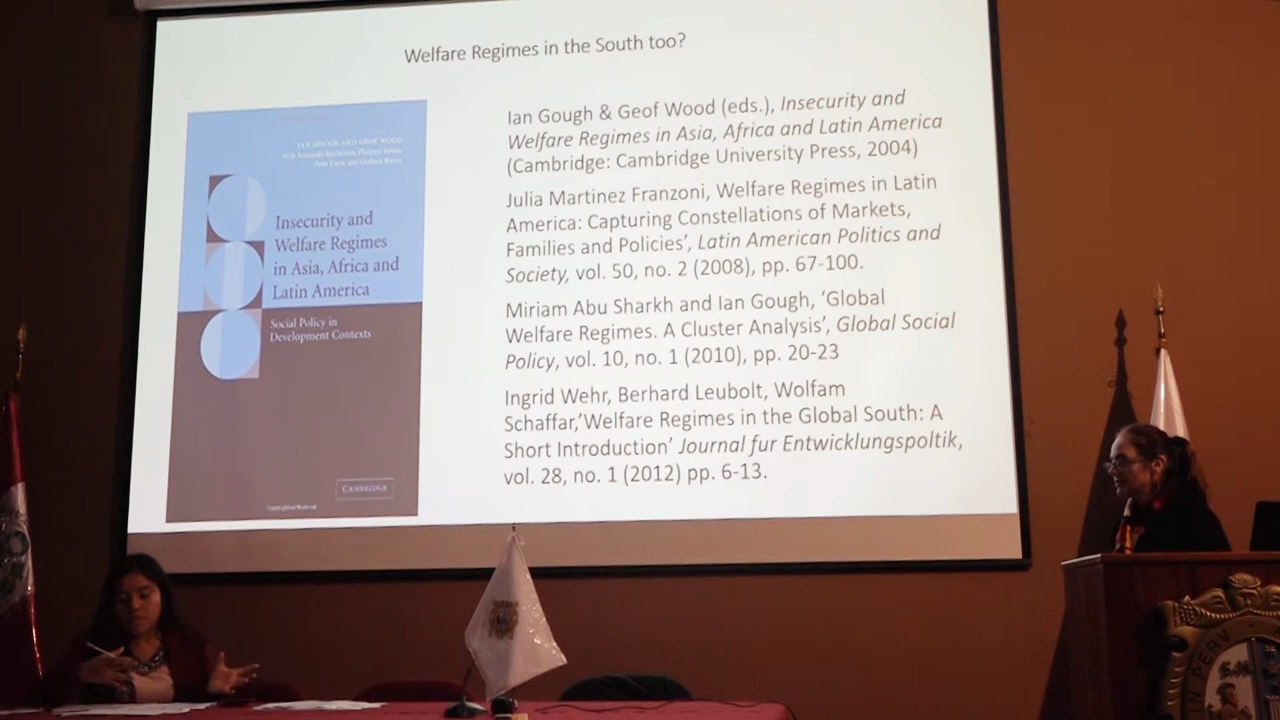 Welfare Regimes in the South too?
IAN GOUGH AND GEOF WOOD
Insecurity and
Welfare Regimes
in Asia, Africa and
Latin America
Social Policy in
Development Contexts
CAMBRIDGE
Copyrighted Material
Ian Gough & Geof Wood (eds.), Insecurity and
Welfare Regimes in Asia, Africa and Latin America
(Cambridge: Cambridge University Press, 2004)
Julia Martinez Franzoni, Welfare Regimes in Latin
America: Capturing Constellations of Markets,
Families and Policies’, Latin American Politics and
Society, vol. 50, no. 2 (2008), pp. 67-100.
Miriam Abu Sharkh and Ian Gough, ‘Global
Welfare Regimes. A Cluster Analysis’, Global Social
Policy, vol. 10, no. 1 (2010), pp. 20-23
Ingrid Wehr, Berhard Leubolt, Wolfam
Schaffar,’Welfare Regimes in the Global South: A
Short Introduction’ Journal fur Entwicklungspoltik,
vol. 28, no. 1 (2012) pp. 6-13.